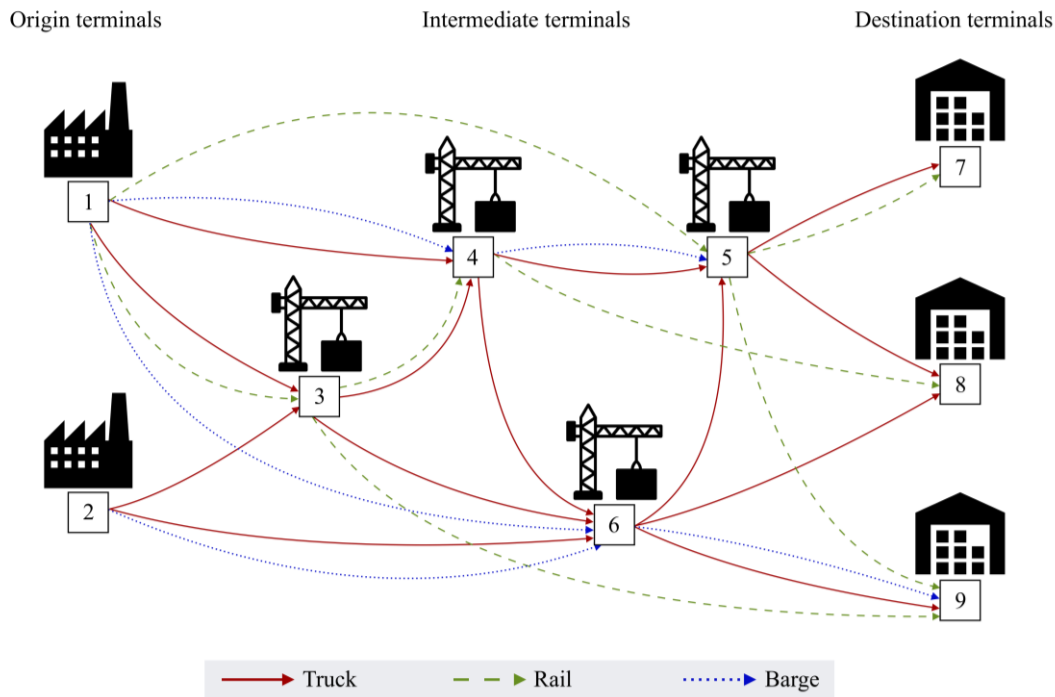 Origin terminals
Intermediate terminals
Destination terminals
1
2
3
4
5
6
7
8
9
Truck
Rail
Barge